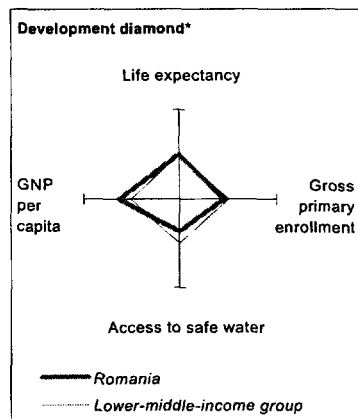 Development diamond*
Life expectancy
GNP
per
capita
Gross
primary
enrollment
Access to safe water
Romania
Lower-middle-income group